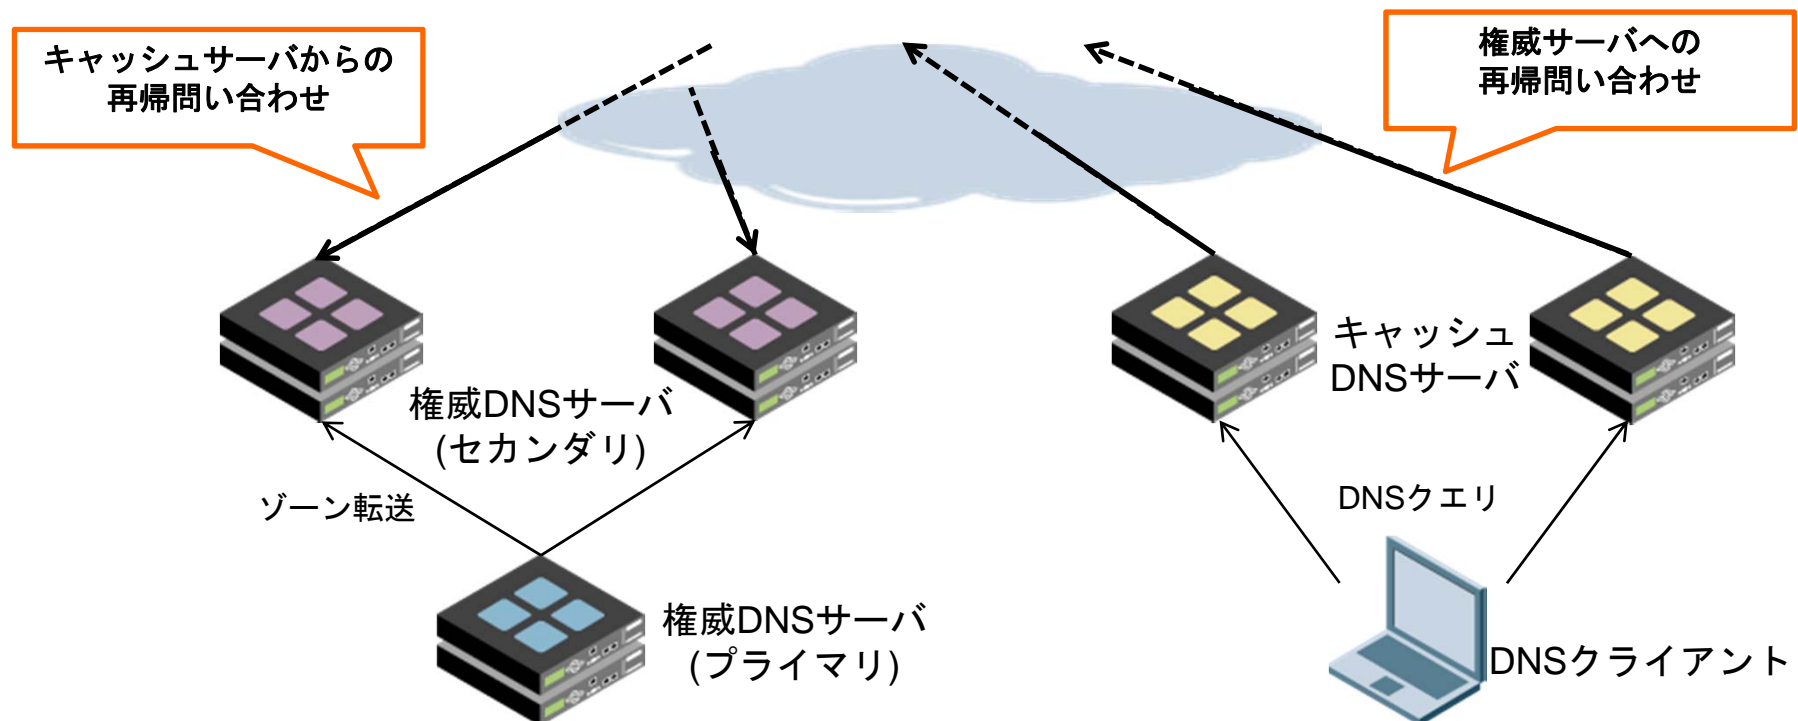 キャッシュサーバからの
再帰問い合わせ
権威サーバへの
再帰問い合わせ
キャッシュ
DNSサーバ
権威DNSサーバ
(セカンダリ)
ゾーン転送
DNSクエリ
権威DNSサーバ
(プライマリ)
DNSクライアント